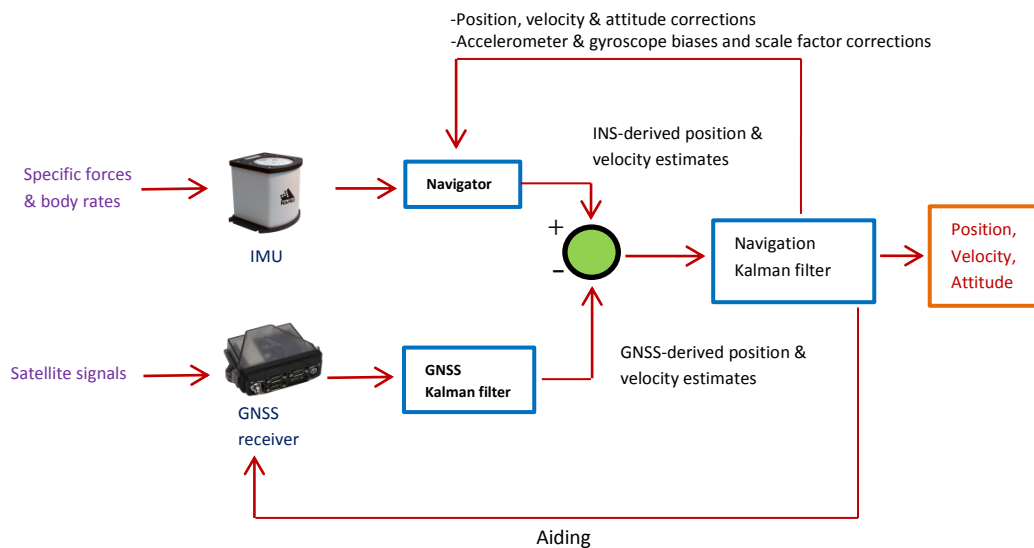 -Position, velocity & attitude corrections
-Accelerometer & gyroscope biases and scale factor corrections
INS-derived position &
velocity estimates
Specific forces
& body rates
Navigator
IMU
+
-
Navigation
Kalman filter
Position,
Velocity,
Attitude
GNSS-derived position &
velocity estimates
Satellite signals
GNSS
Kalman filter
GNSS
receiver
Aiding